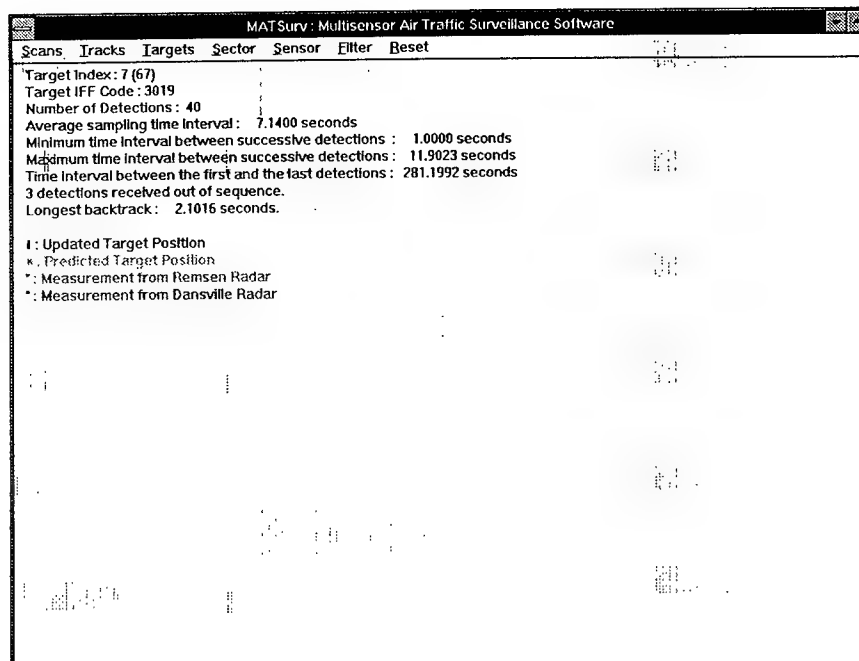 MATSurv : Multisensor Air Traffic Surveillance Software
Scans Tracks Targets Sector Sensor Filter Reset
Target Index : 7 (67)
Target IFF Code : 3019
Number of Detections : 40
Average sampling time interval : 7.1400 seconds
Minimum time interval between successive detections : 1.0000 seconds
Maximum time interval between successive detections : 11.9023 seconds
Time interval between the first and the last detections : 281.1992 seconds
3 detections received out of sequence.
Longest backtrack : 2.1016 seconds.
: Updated Target Position
× : Predicted Target Position
* : Measurement from Remsen Radar
* : Measurement from Dansville Radar